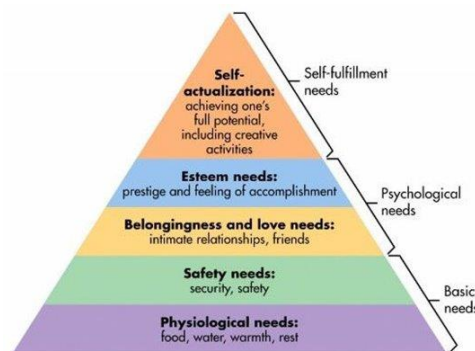 Self-
actualization:
achieving one's
full potential,
including creative
activities
Self-fulfillment
needs
Esteem needs:
prestige and feeling of accomplishment
Belongingness and love needs:
intimate relationships, friends
Psychological
needs
Safety needs:
security, safety
Physiological needs:
food, water, warmth, rest
Basic
needs